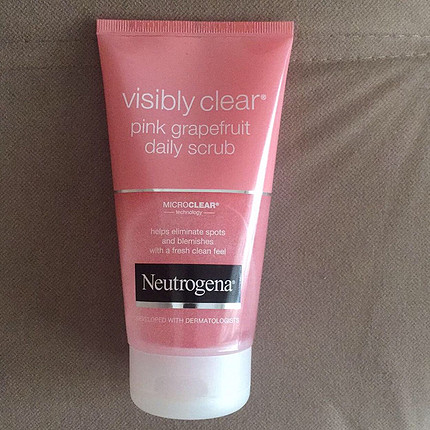 visibly clear®
pink grapefruit
daily scrub
MICROCLEAR®
technology
helps eliminate spots
and blemishes
with a fresh clean feel
Neutrogena®
DEVELOPED WITH DERMATOLOGISTS